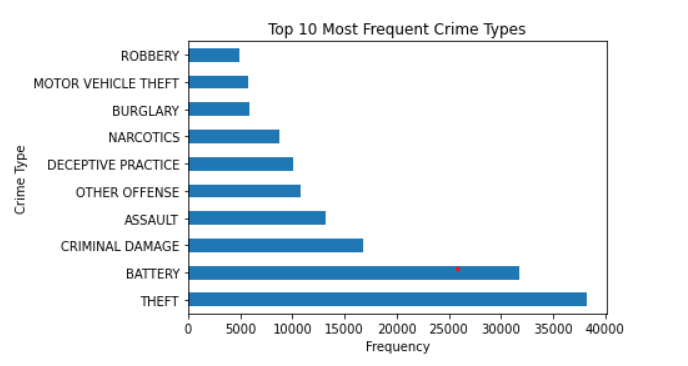 Top 10 Most Frequent Crime Types
ROBBERY
MOTOR VEHICLE THEFT
BURGLARY
NARCOTICS
DECEPTIVE PRACTICE
OTHER OFFENSE
ASSAULT
CRIMINAL DAMAGE
BATTERY
THEFT
Crime Type
0 5000 10000 15000 20000 25000 30000 35000 40000
Frequency